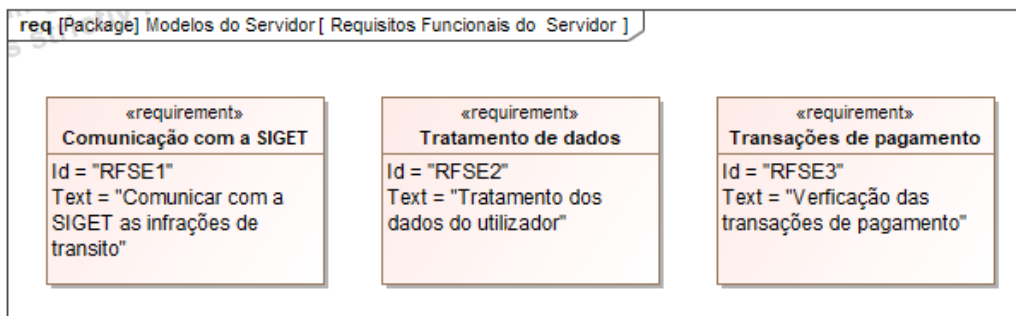 req [Package] Modelos do Servidor [ Requisitos Funcionais do Servidor ]
s strictly
«requirement»
Comunicação com a SIGET
Id = "RFSE1"
Text = "Comunicar com a
SIGET as infrações de
transito"
«requirement»
Tratamento de dados
Id = "RFSE2"
Text = "Tratamento dos
dados do utilizador"
«requirement»
Transações de pagamento
Id = "RFSE3"
Text = "Verficação das
transações de pagamento"